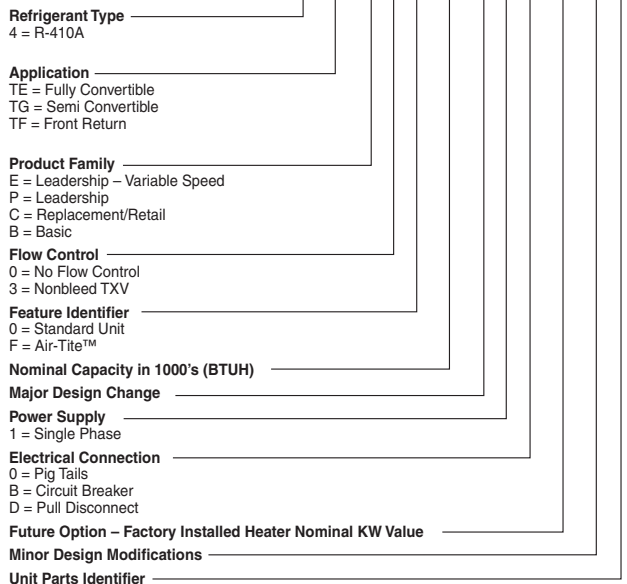 Refrigerant Type
4 = R-410A
Application
TE = Fully Convertible
TG = Semi Convertible
TF = Front Return
Product Family
E = Leadership – Variable Speed
P = Leadership
C = Replacement/Retail
B = Basic
Flow Control
0 = No Flow Control
3 = Nonbleed TXV
Feature Identifier
0 = Standard Unit
F = Air-Tite™
Nominal Capacity in 1000's (BTUH)
Major Design Change
Power Supply
1 = Single Phase
Electrical Connection
0 = Pig Tails
B = Circuit Breaker
D = Pull Disconnect
Future Option – Factory Installed Heater Nominal KW Value
Minor Design Modifications
Unit Parts Identifier